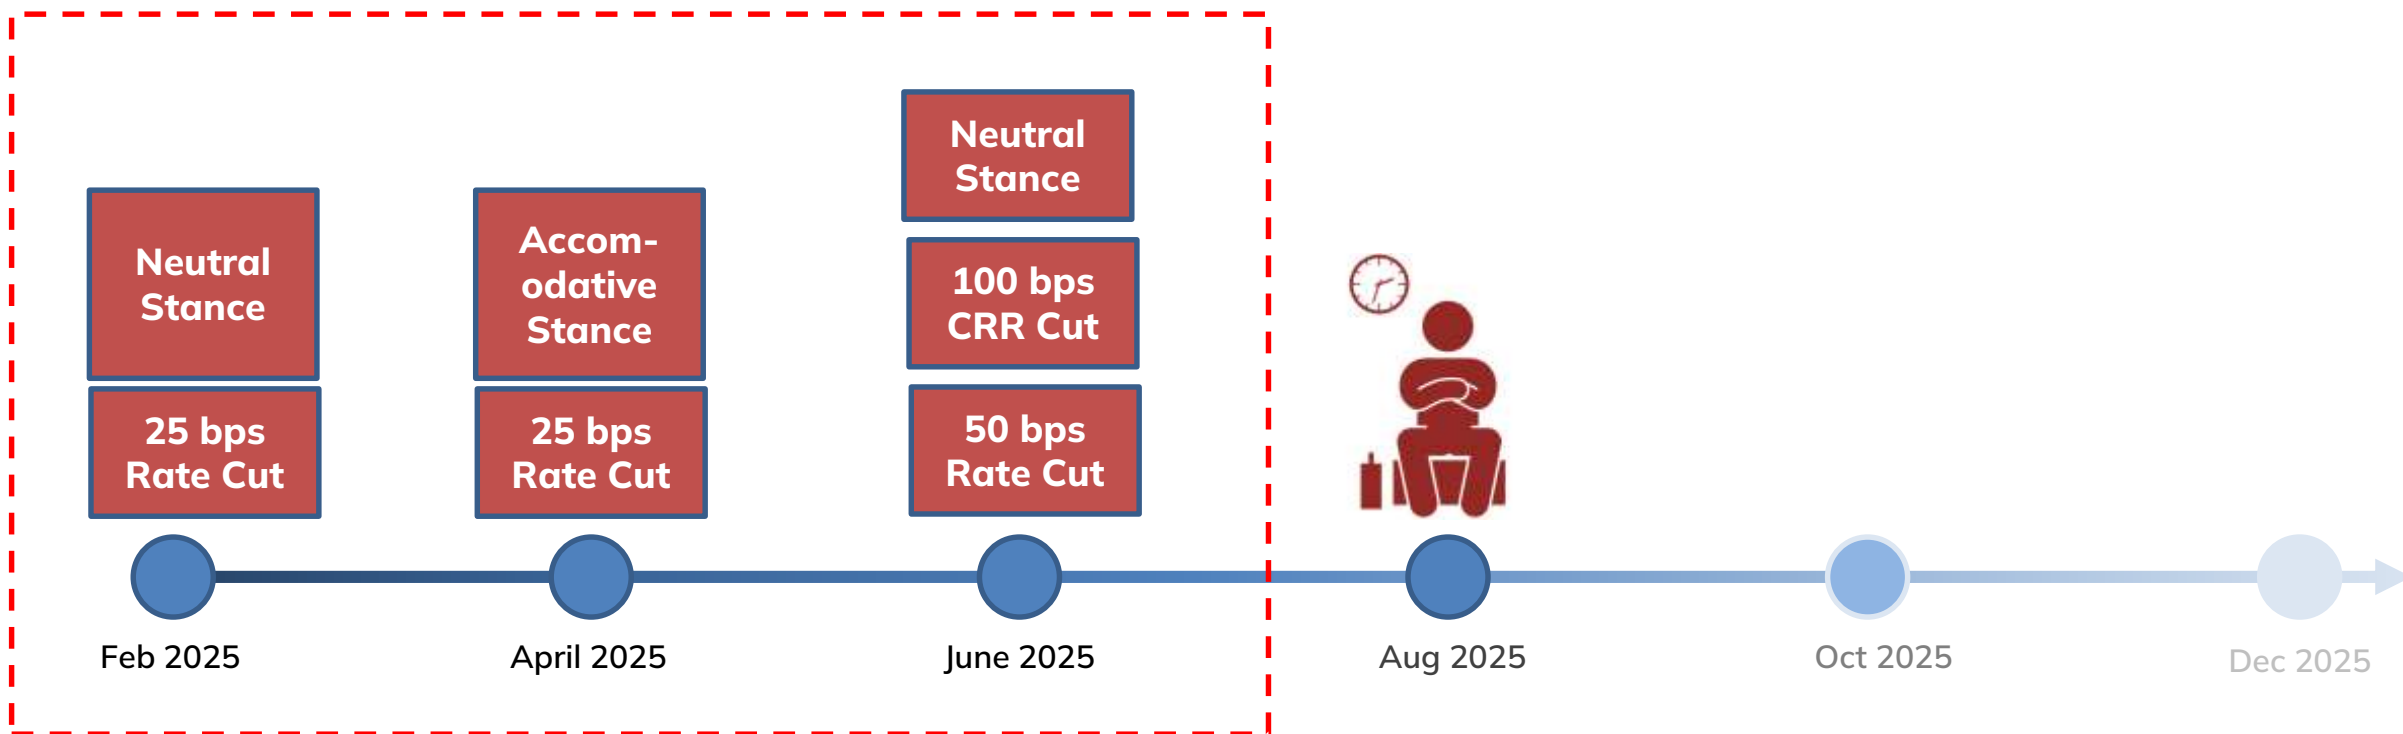 Neutral
Stance
25 bps
Rate Cut
Accom-
odative
Stance
25 bps
Rate Cut
Neutral
Stance
100 bps
CRR Cut
50 bps
Rate Cut
Feb 2025
April 2025
June 2025
Aug 2025
Oct 2025
Dec 2025